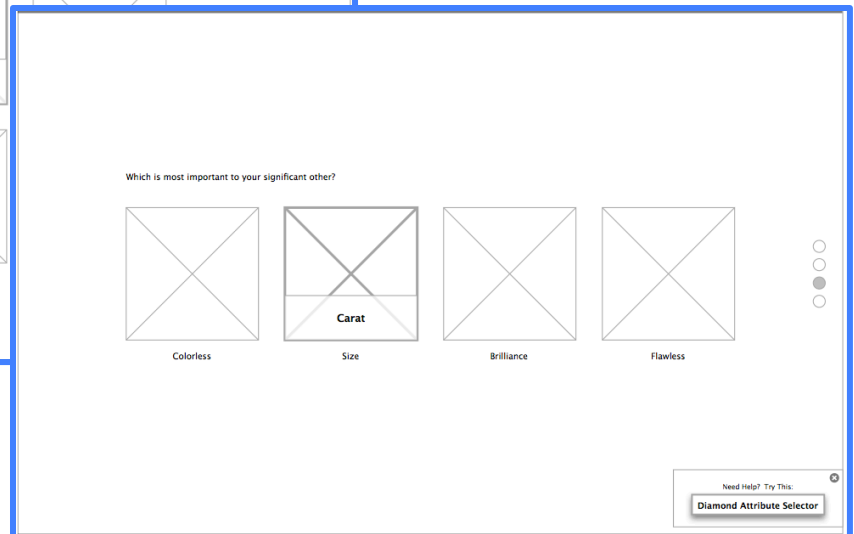 Which is most important to your significant other?
Carat
Colorless
Size
Brilliance
Flawless
Need Help? Try This:
Diamond Attribute Selector